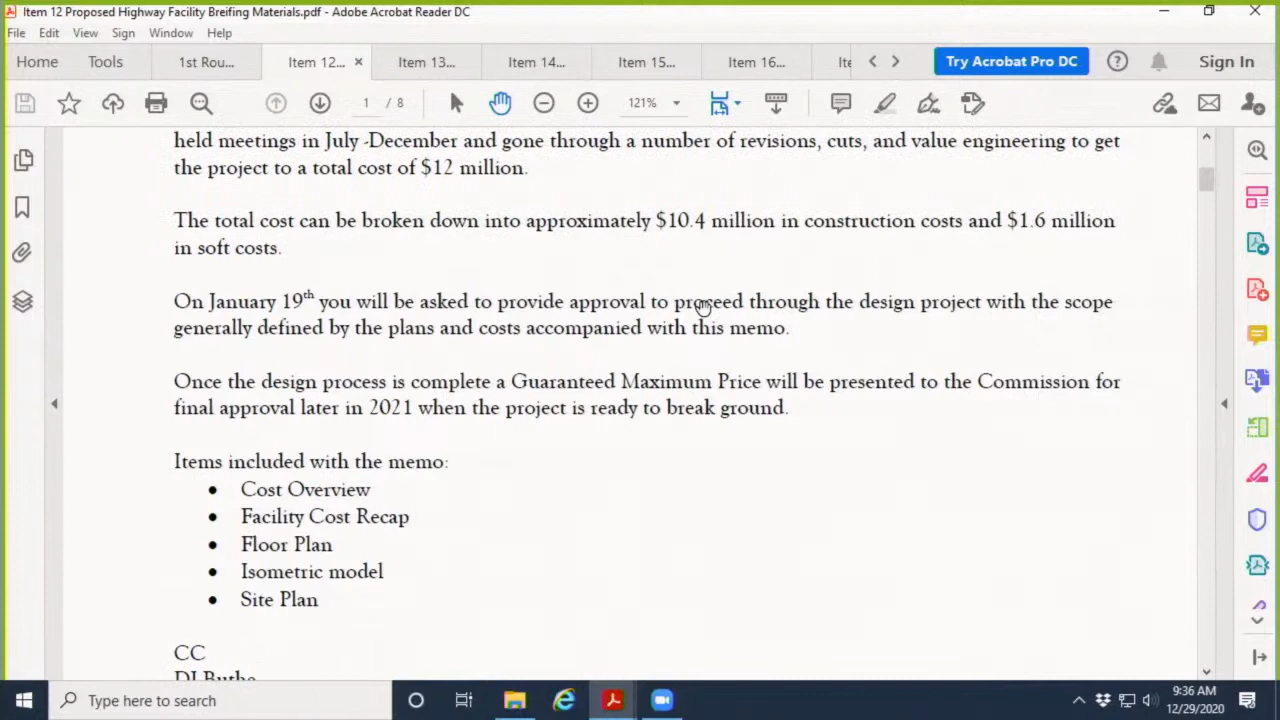 Item 12 Proposed Highway Facility Breifing Materials.pdf - Adobe Acrobat Reader DC
File Edit View Sign Window Help
Home Tools 1st Rou... Item 12... × Item 13... Item 14... Item 15... Item 16... Ite Try Acrobat Pro DC Sign In
1 / 8 121%
held meetings in July -December and gone through a number of revisions, cuts, and value engineering to get
the project to a total cost of $12 million.
The total cost can be broken down into approximately $10.4 million in construction costs and $1.6 million
in soft costs.
On January 19th you will be asked to provide approval to proceed through the design project with the scope
generally defined by the plans and costs accompanied with this memo.
Once the design process is complete a Guaranteed Maximum Price will be presented to the Commission for
final approval later in 2021 when the project is ready to break ground.
Items included with the memo:
• Cost Overview
• Facility Cost Recap
• Floor Plan
• Isometric model
• Site Plan
CC
Type here to search
9:36 AM
12/29/2020